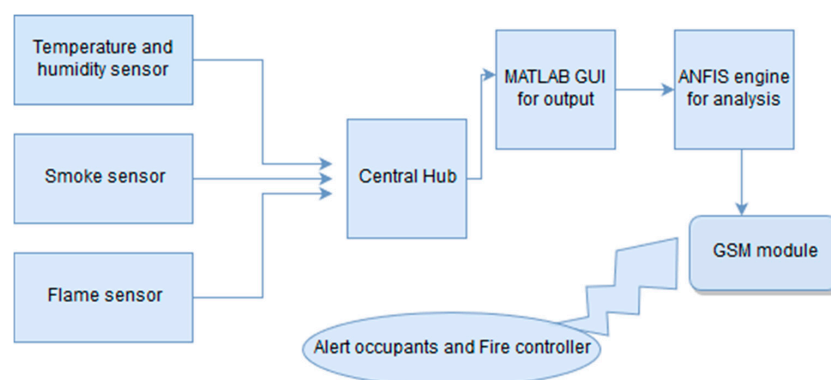 Temperature and
humidity sensor
Smoke sensor
Flame sensor
Central Hub
MATLAB GUI
for output
ANFIS engine
for analysis
GSM module
Alert occupants and Fire controller